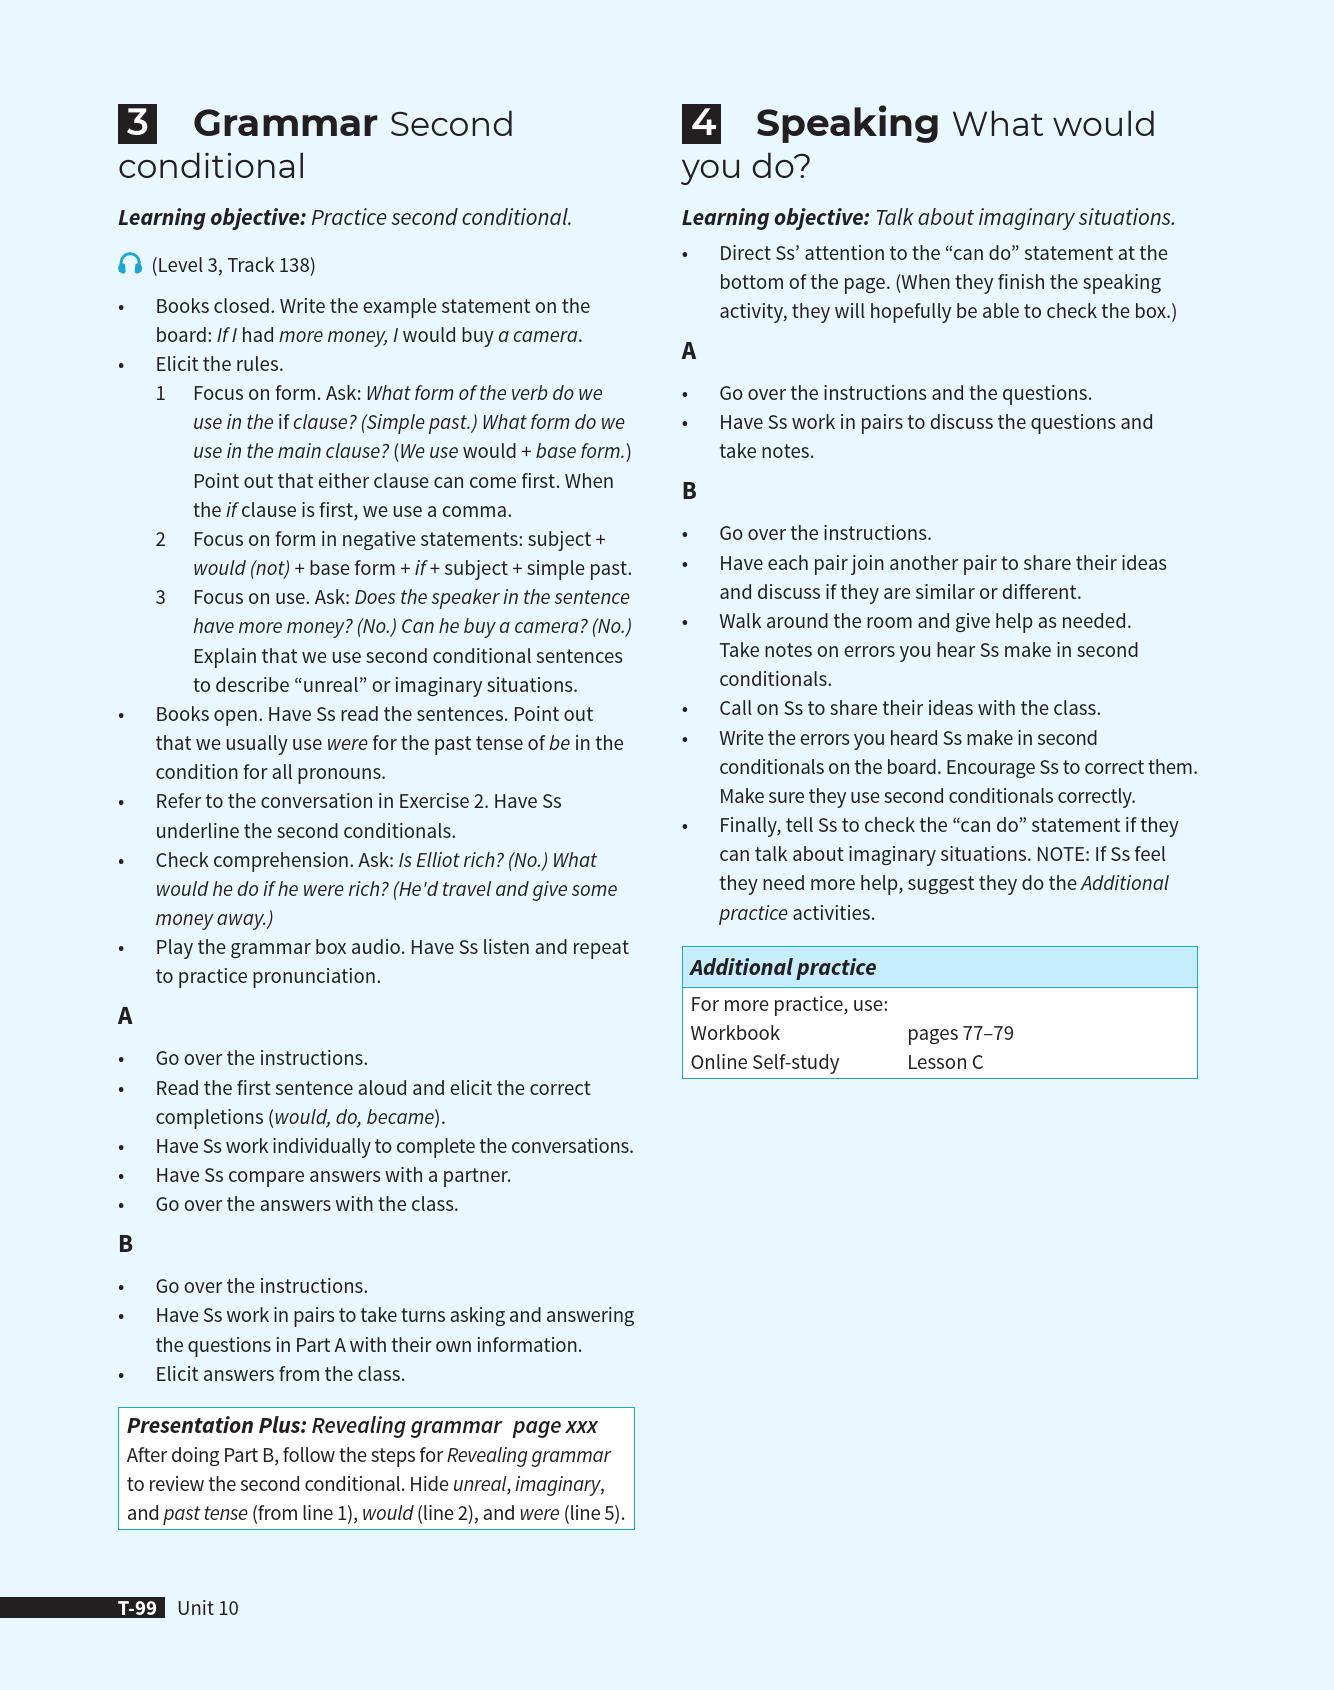 3 Grammar Second
conditional
Learning objective: Practice second conditional.
(Level 3, Track 138)
• Books closed. Write the example statement on the
board: If I had more money, I would buy a camera.
• Elicit the rules.
1 Focus on form. Ask: What form of the verb do we
use in the if clause? (Simple past.) What form do we
use in the main clause? (We use would + base form.)
Point out that either clause can come first. When
the if clause is first, we use a comma.
2 Focus on form in negative statements: subject +
would (not) + base form + if + subject + simple past.
3 Focus on use. Ask: Does the speaker in the sentence
have more money? (No.) Can he buy a camera? (No.)
Explain that we use second conditional sentences
to describe “unreal” or imaginary situations.
• Books open. Have Ss read the sentences. Point out
that we usually use were for the past tense of be in the
condition for all pronouns.
• Refer to the conversation in Exercise 2. Have Ss
underline the second conditionals.
• Check comprehension. Ask: Is Elliot rich? (No.) What
would he do if he were rich? (He'd travel and give some
money away.)
• Play the grammar box audio. Have Ss listen and repeat
to practice pronunciation.
A
• Go over the instructions.
• Read the first sentence aloud and elicit the correct
completions (would, do, became).
• Have Ss work individually to complete the conversations.
• Have Ss compare answers with a partner.
• Go over the answers with the class.
B
• Go over the instructions.
• Have Ss work in pairs to take turns asking and answering
the questions in Part A with their own information.
• Elicit answers from the class.
Presentation Plus: Revealing grammar page xxx
After doing Part B, follow the steps for Revealing grammar
to review the second conditional. Hide unreal, imaginary,
and past tense (from line 1), would (line 2), and were (line 5).
4 Speaking What would
you do?
Learning objective: Talk about imaginary situations.
• Direct Ss’ attention to the “can do” statement at the
bottom of the page. (When they finish the speaking
activity, they will hopefully be able to check the box.)
A
• Go over the instructions and the questions.
• Have Ss work in pairs to discuss the questions and
take notes.
B
• Go over the instructions.
• Have each pair join another pair to share their ideas
and discuss if they are similar or different.
• Walk around the room and give help as needed.
Take notes on errors you hear Ss make in second
conditionals.
• Call on Ss to share their ideas with the class.
• Write the errors you heard Ss make in second
conditionals on the board. Encourage Ss to correct them.
Make sure they use second conditionals correctly.
• Finally, tell Ss to check the “can do” statement if they
can talk about imaginary situations. NOTE: If Ss feel
they need more help, suggest they do the Additional
practice activities.
Additional practice
For more practice, use:
Workbook pages 77–79
Online Self-study Lesson C
T-99 Unit 10